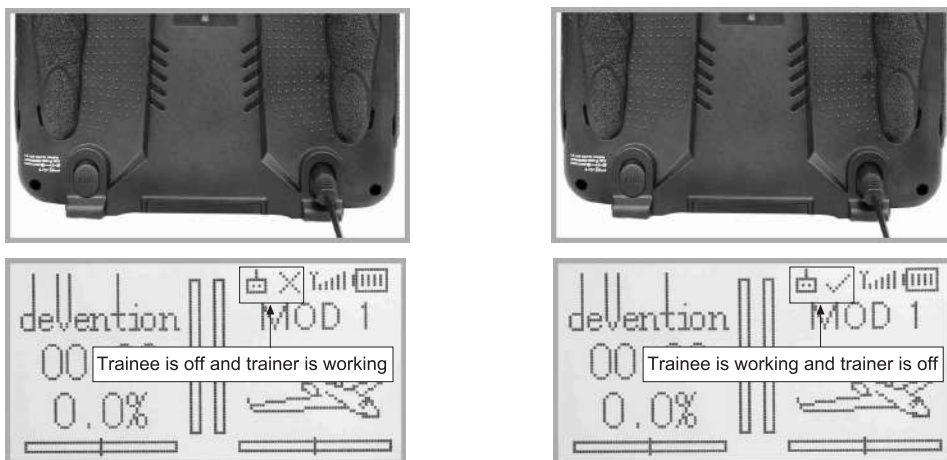 deVention
MOD 1
Trainee is off and trainer is working
0.0%
deVention
MOD 1
Trainee is working and trainer is off
0.0%